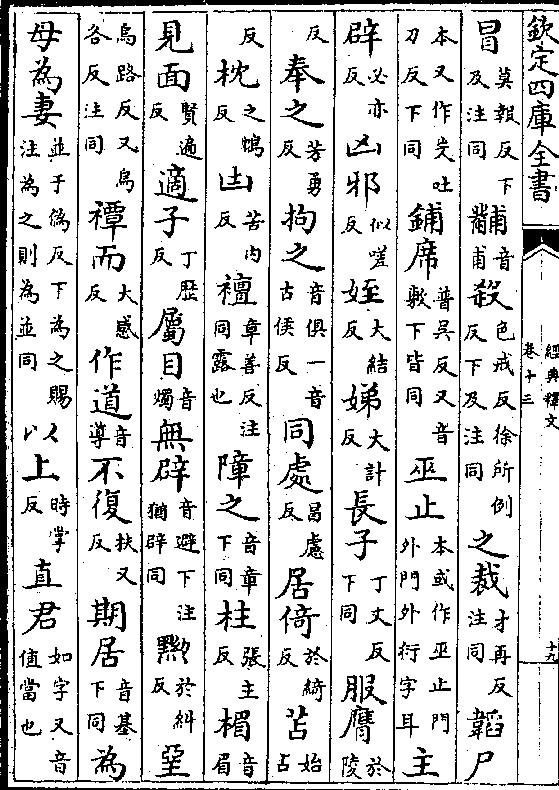 欽定四庫全書
經典釋文
卷十三
十九
冒莫報反下及注同黼音甫殺色戒反徐所例反下及注同之裁才再反注同韜尸
本又作弢吐刀反下同鋪席普吳反又音敷下皆同巫止本或作巫止門外門外衍字耳主
辟必亦反凶邪似嗟反姪大結反娣大計反長子丁丈反下同服膺於陵
反奉之芳勇反拘之音俱一音古侯反同處昌慮反居倚於綺反苫始占
反枕之鴆反凷苦內反襢章善反注同露也障之音章下同柱張主反楣音眉
見面賢遍反適子丁歷反屬目音燭無辟音避下注猶辟同黝於糾反堊
烏路反又烏各反注同禫而大感反作道音導不復扶又反期居音基下同為
母為妻並于偽反下為之賜注為之則為並同以上時掌反直君如字又音值當也